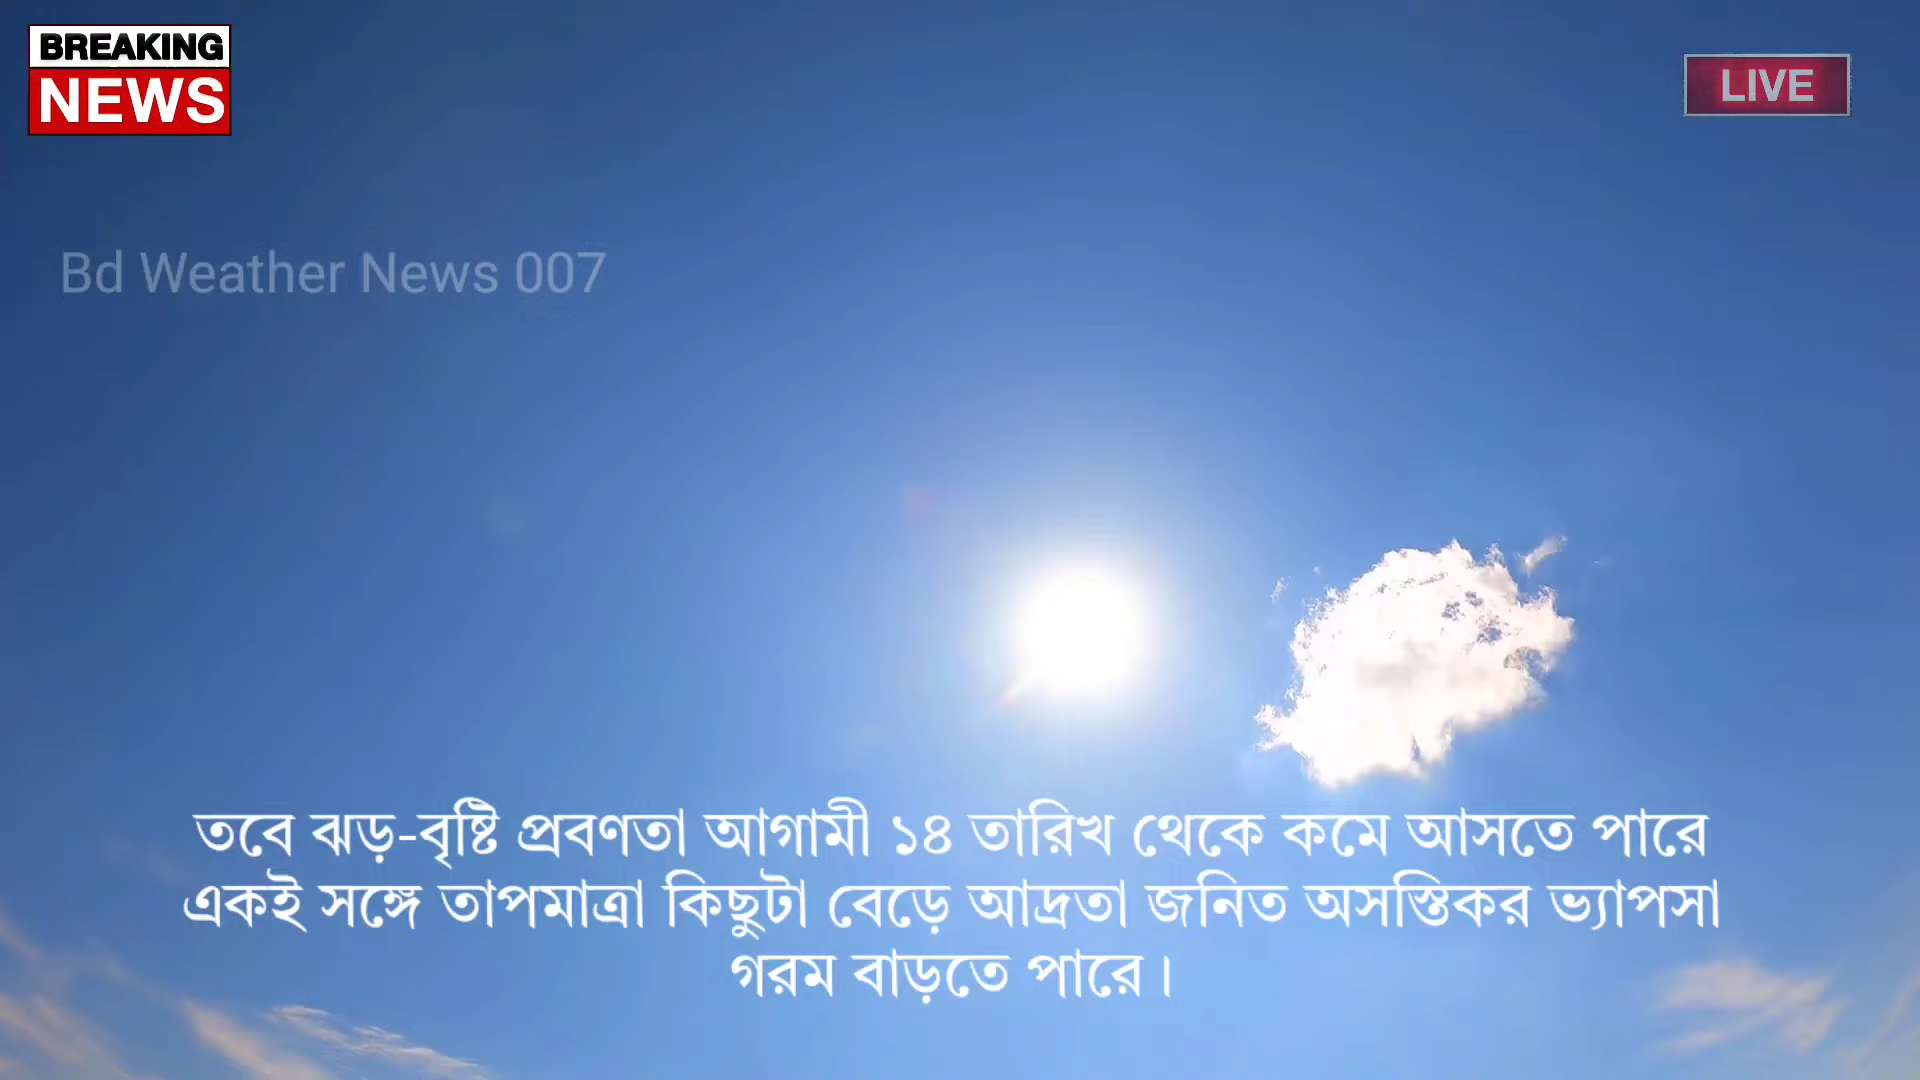 BREAKING
NEWS
LIVE
Bd Weather News 007
তবে ঝড়-বৃষ্টি প্রবণতা আগামী ১৪ তারিখ থেকে কমে আসতে পারে
একই সঙ্গে তাপমাত্রা কিছুটা বেড়ে আদ্রতা জনিত অসস্তিকর ভ্যাপসা
গরম বাড়তে পারে।